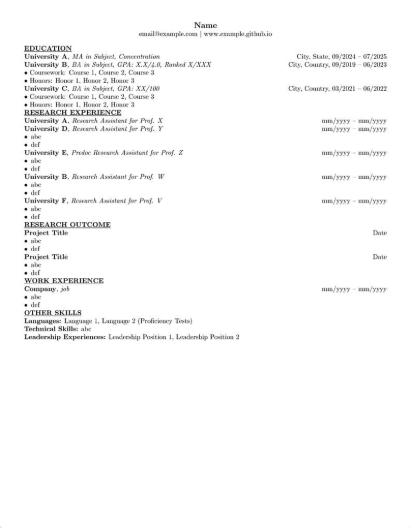 Name
email@example.com | www.example.github.io
EDUCATION
University A, MA in Subject, Concentration City, State, 09/2024 – 07/2025
University B, BA in Subject, GPA: X.X/4.0, Ranked X/XXX City, Country, 09/2019 – 06/2023
• Coursework: Course 1, Course 2, Course 3
• Honors: Honor 1, Honor 2, Honor 3
University C, BA in Subject, GPA: XX/100 City, Country, 03/2021 – 06/2022
• Coursework: Course 1, Course 2, Course 3
• Honors: Honor 1, Honor 2, Honor 3
RESEARCH EXPERIENCE
University A, Research Assistant for Prof. X mm/yyyy – mm/yyyy
University D, Research Assistant for Prof. Y mm/yyyy – mm/yyyy
• abc
• def
University E, Predoc Research Assistant for Prof. Z mm/yyyy – mm/yyyy
• abc
• def
University B, Research Assistant for Prof. W mm/yyyy – mm/yyyy
• abc
• def
University F, Research Assistant for Prof. V mm/yyyy – mm/yyyy
• abc
• def
RESEARCH OUTCOME
Project Title Date
• abc
• def
Project Title Date
• abc
• def
WORK EXPERIENCE
Company, job mm/yyyy – mm/yyyy
• abc
• def
OTHER SKILLS
Languages: Language 1, Language 2 (Proficiency Tests)
Technical Skills: abc
Leadership Experiences: Leadership Position 1, Leadership Position 2